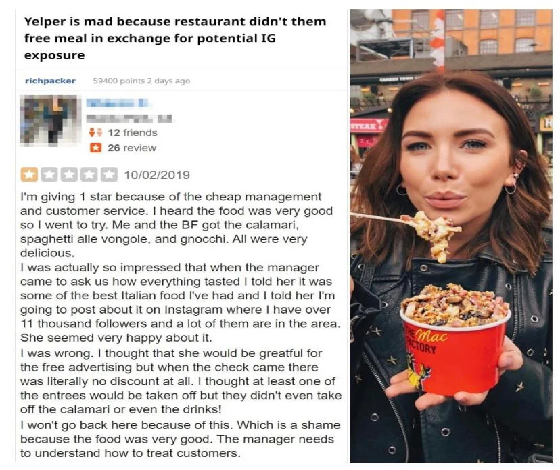 Yelper is mad because restaurant didn't them
free meal in exchange for potential IG
exposure
richpacker 53400 points 2 days ago
12 friends
26 review
10/02/2019
I'm giving 1 star because of the cheap management
and customer service. I heard the food was very good
so I went to try. Me and the BF got the calamari,
spaghetti alle vongole, and gnocchi. All were very
delicious.
I was actually so impressed that when the manager
came to ask us how everything tasted I told her it was
some of the best Italian food I've had and I told her I'm
going to post about it on Instagram where I have over
11 thousand followers and a lot of them are in the area.
She seemed very happy about it.
I was wrong. I thought that she would be greatful for
the free advertising but when the check came there
was literally no discount at all. I thought at least one of
the entrees would be taken off but they didn't even take
off the calamari or even the drinks!
I won't go back here because of this. Which is a shame
because the food was very good. The manager needs
to understand how to treat customers.
STEAK
Mac
FACTORY